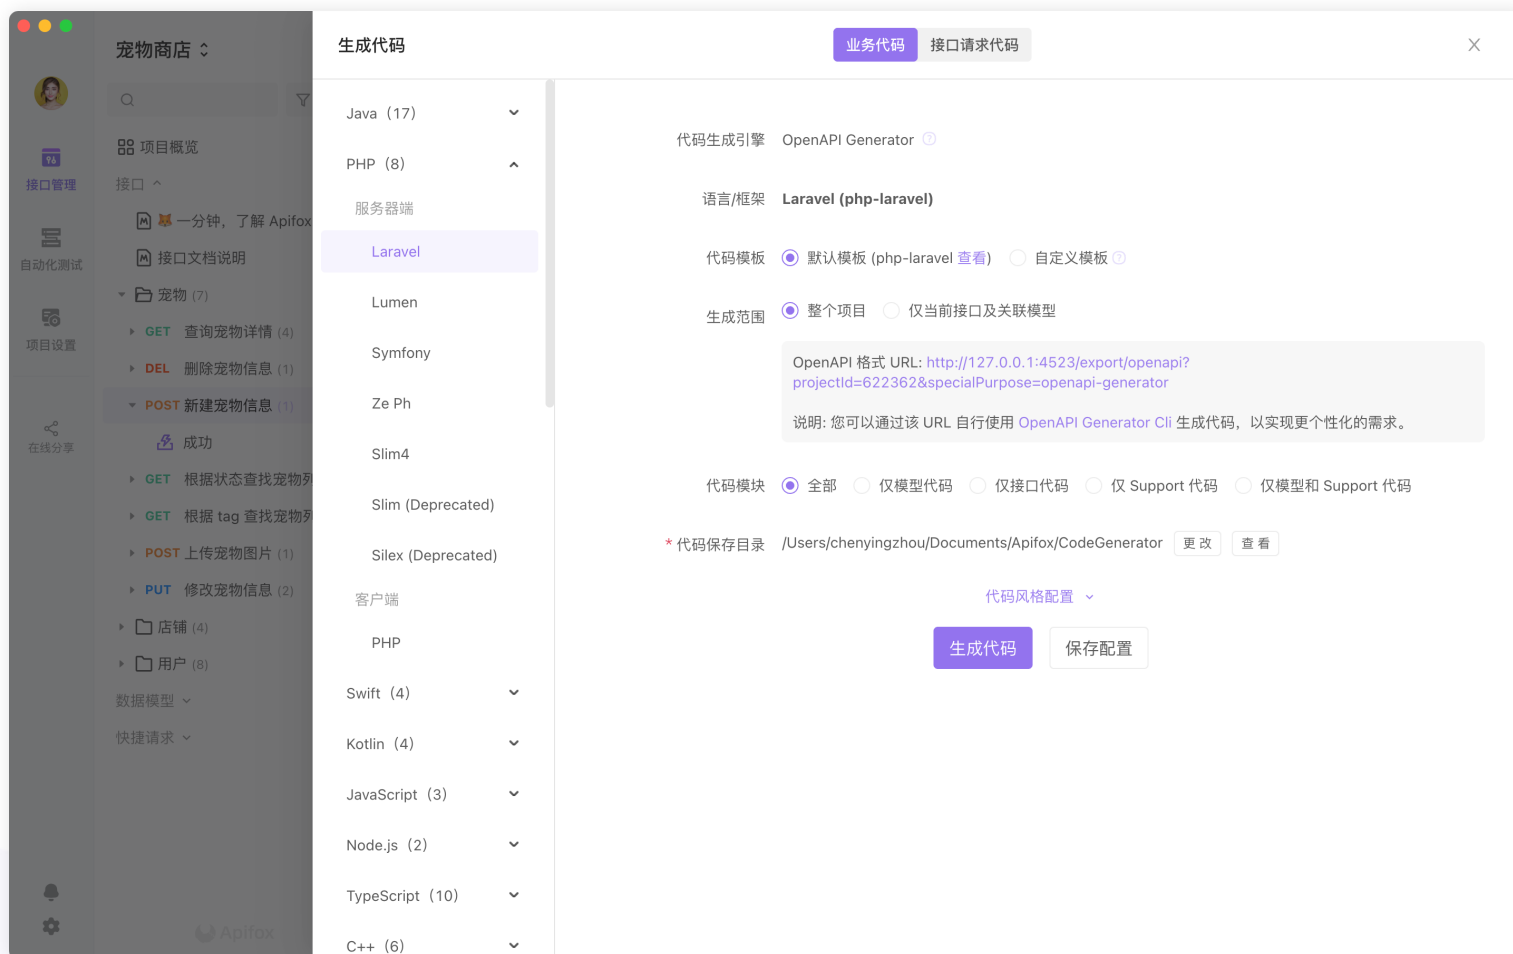 宠物商店
项目概览
接口
一分钟，了解 Apifox
接口文档说明
宠物 (7)
GET 查询宠物详情 (4)
DEL 删除宠物信息 (1)
POST 新建宠物信息 (1)
成功
GET 根据状态查找宠物列
GET 根据 tag 查找宠物列
POST 上传宠物图片 (1)
PUT 修改宠物信息 (2)
店铺 (4)
用户 (8)
数据模型
快捷请求
Apifox
接口管理
自动化测试
项目设置
在线分享
生成代码
业务代码 接口请求代码
Java (17)
PHP (8)
服务器端
Laravel
Lumen
Symfony
Ze Ph
Slim4
Slim (Deprecated)
Silex (Deprecated)
客户端
PHP
Swift (4)
Kotlin (4)
JavaScript (3)
Node.js (2)
TypeScript (10)
C++ (6)
代码生成引擎 OpenAPI Generator
语言/框架 Laravel (php-laravel)
代码模板 默认模板 (php-laravel 查看) 自定义模板
生成范围 整个项目 仅当前接口及关联模型
OpenAPI 格式 URL: http://127.0.0.1:4523/export/openapi?
projectId=622362&specialPurpose=openapi-generator
说明: 您可以通过该 URL 自行使用 OpenAPI Generator Cli 生成代码，以实现更个性化的需求。
代码模块 全部 仅模型代码 仅接口代码 仅 Support 代码 仅模型和 Support 代码
* 代码保存目录 /Users/chenyingzhou/Documents/Apifox/CodeGenerator 更改 查看
代码风格配置
生成代码 保存配置